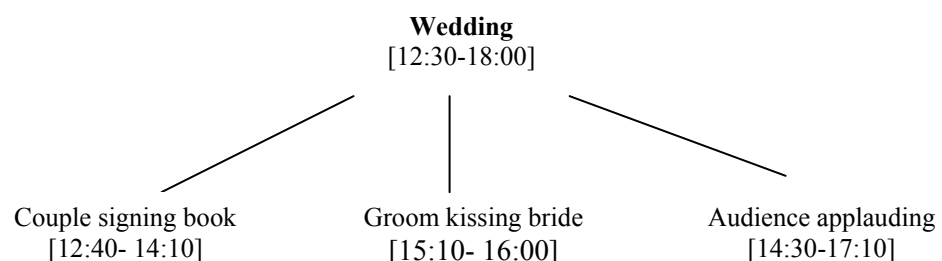 Wedding
[12:30-18:00]
Couple signing book
[12:40- 14:10]
Groom kissing bride
[15:10- 16:00]
Audience applauding
[14:30-17:10]